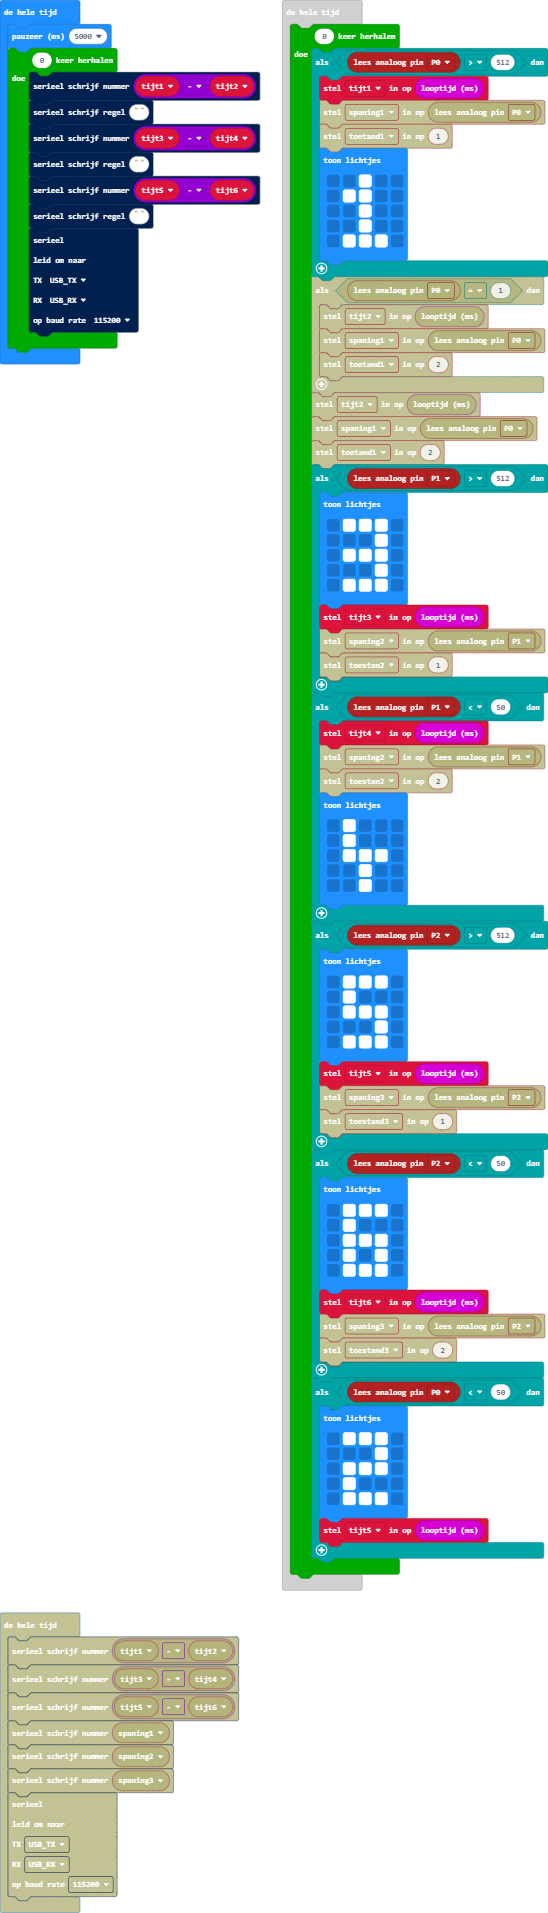 de hele tijd
pauzeer (ms) 5000
0 keer herhalen
doe
serieel schrijf nummer tijt1 - tijt2
serieel schrijf regel " "
serieel schrijf nummer tijt3 - tijt4
serieel schrijf regel " "
serieel schrijf nummer tijt5 - tijt6
serieel schrijf regel " "
serieel
leid om naar
TX USB_TX
RX USB_RX
op baud rate 115200
de hele tijd
0 keer herhalen
doe
als lees analoog pin P0 > 512 dan
stel tijt1 in op looptijd (ms)
stel spaning1 in op lees analoog pin P0
stel toetand1 in op 1
toon lichtjes
als lees analoog pin P0 = 1 dan
stel tijt2 in op looptijd (ms)
stel spaning1 in op lees analoog pin P0
stel toetand1 in op 2
stel tijt2 in op looptijd (ms)
stel spaning1 in op lees analoog pin P0
stel toetand1 in op 2
als lees analoog pin P1 > 512 dan
toon lichtjes
stel tijt3 in op looptijd (ms)
stel spaning2 in op lees analoog pin P1
stel toestan2 in op 1
als lees analoog pin P1 < 50 dan
stel tijt4 in op looptijd (ms)
stel spaning2 in op lees analoog pin P1
stel toestan2 in op 2
toon lichtjes
als lees analoog pin P2 > 512 dan
toon lichtjes
stel tijt5 in op looptijd (ms)
stel spaning3 in op lees analoog pin P2
stel toestand3 in op 1
als lees analoog pin P2 < 50 dan
toon lichtjes
stel tijt6 in op looptijd (ms)
stel spaning3 in op lees analoog pin P2
stel toestand3 in op 2
als lees analoog pin P0 < 50 dan
toon lichtjes
stel tijt5 in op looptijd (ms)
de hele tijd
serieel schrijf nummer tijt1 - tijt2
serieel schrijf nummer tijt3 - tijt4
serieel schrijf nummer tijt5 - tijt6
serieel schrijf nummer spaning1
serieel schrijf nummer spaning2
serieel schrijf nummer spaning3
serieel
leid om naar
TX USB_TX
RX USB_RX
op baud rate 115200